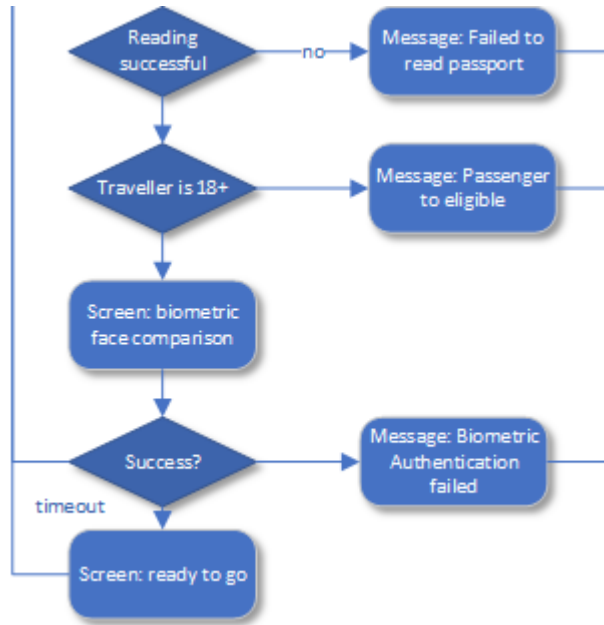 Reading
successful
no
Message: Failed to
read passport
Traveller is 18+
Message: Passenger
to eligible
Screen: biometric
face comparison
Success?
Message: Biometric
Authentication
failed
timeout
Screen: ready to go